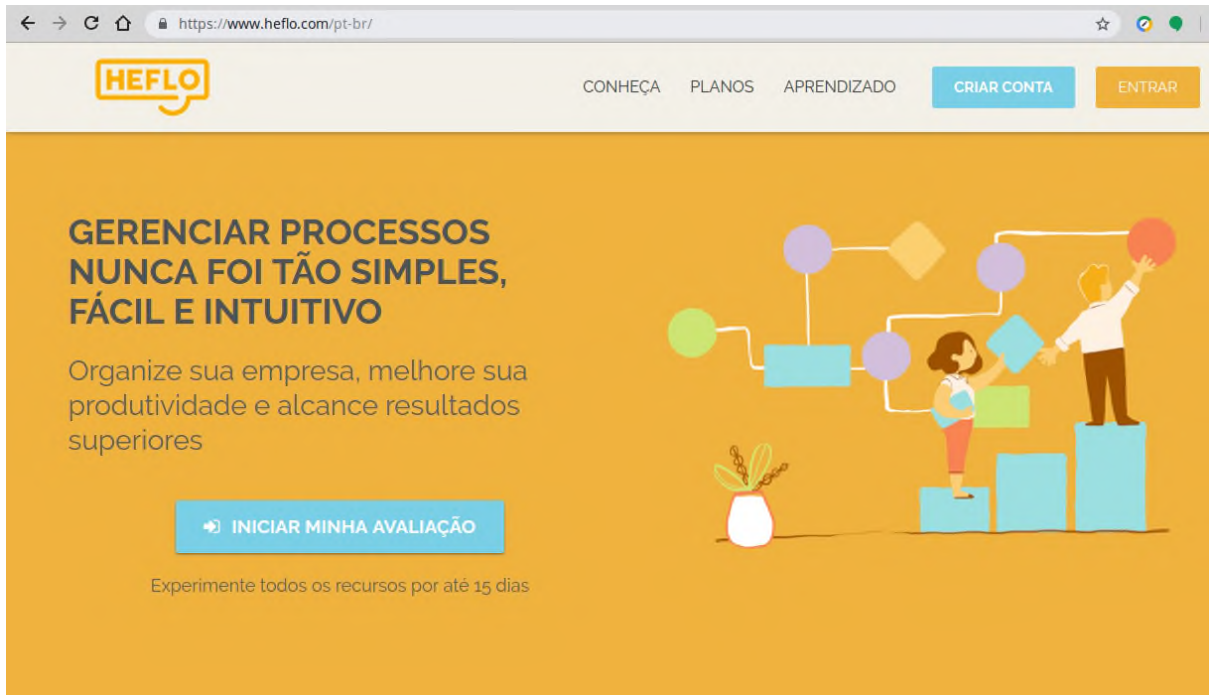 https://www.heflo.com/pt-br/
HEFLO
CONHEÇA PLANOS APRENDIZADO CRIAR CONTA ENTRAR
GERENCIAR PROCESSOS
NUNCA FOI TÃO SIMPLES,
FÁCIL E INTUITIVO
Organize sua empresa, melhore sua
produtividade e alcance resultados
superiores
INICIAR MINHA AVALIAÇÃO
Experimente todos os recursos por até 15 dias